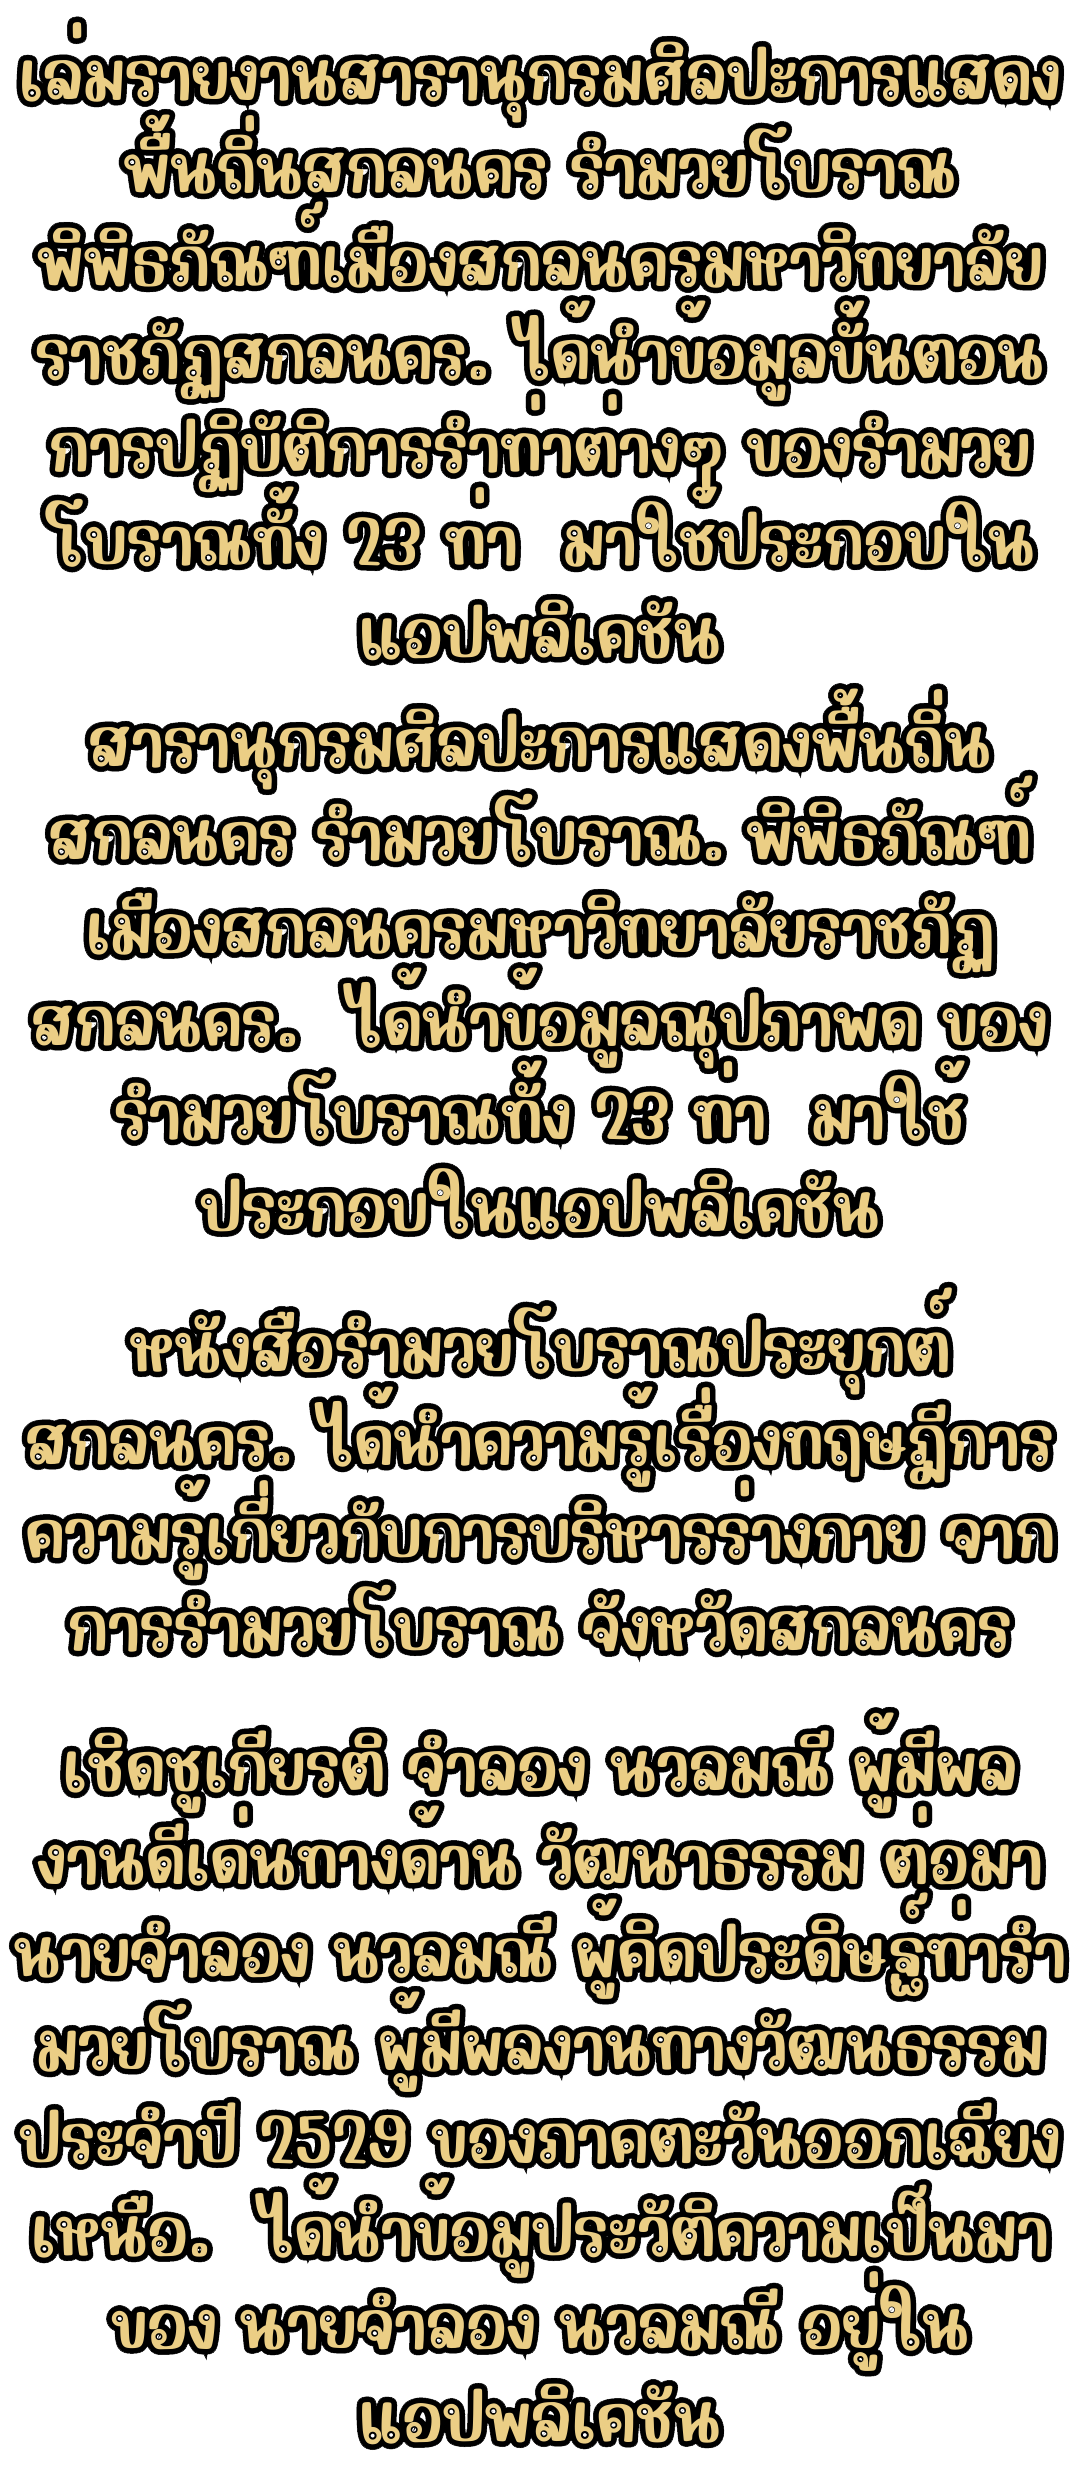 เล่มรายงานสารานุกรมศิลปะการแสดง
พื้นถิ่นสกลนคร รำมวยโบราณ
พิพิธภัณฑ์เมืองสกลนครมหาวิทยาลัย
ราชภัฏสกลนคร. ได้นำข้อมูลขั้นตอน
การปฏิบัติการรำท่าต่างๆ ของรำมวย
โบราณทั้ง 23 ท่า มาใช้ประกอบใน
แอปพลิเคชัน
สารานุกรมศิลปะการแสดงพื้นถิ่น
สกลนคร รำมวยโบราณ. พิพิธภัณฑ์
เมืองสกลนครมหาวิทยาลัยราชภัฏ
สกลนคร. ได้นำข้อมูลณุปภาพด ของ
รำมวยโบราณทั้ง 23 ท่า มาใช้
ประกอบในแอปพลิเคชัน
หนังสือรำมวยโบราณประยุกต์
สกลนคร. ได้นำความรู้เรื่องทฤษฎีการ
ความรู้เกี่ยวกับการบริหารร่างกาย จาก
การรำมวยโบราณ จังหวัดสกลนคร
เชิดชูเกียรติ จำลอง นวลมณี ผู้มีผล
งานดีเด่นทางด้าน วัฒนาธรรม ต่อมา
นายจำลอง นวลมณี ผู้คิดประดิษฐ์ท่ารำ
มวยโบราณ ผู้มีผลงานทางวัฒนธรรม
ประจำปี 2529 ของภาคตะวันออกเฉียง
เหนือ. ได้นำข้อมูประวัติความเป็นมา
ของ นายจำลอง นวลมณี อยู่ใน
แอปพลิเคชัน